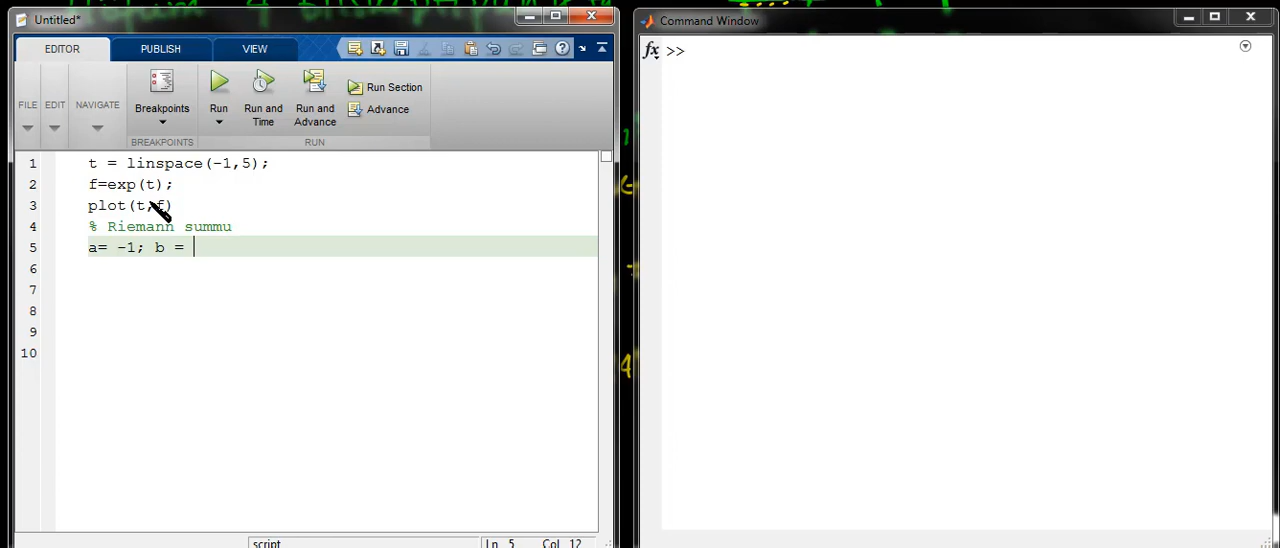 Untitled*
EDITOR PUBLISH VIEW
FILE EDIT NAVIGATE Breakpoints Run Run and Time Run and Advance Run Section Advance
BREAKPOINTS RUN
1 t = linspace(-1,5);
2 f=exp(t);
3 plot(t,f)
4 % Riemann summu
5 a= -1; b =
6
7
8
9
10
script Ln 5 Col 12
Command Window
fx >>